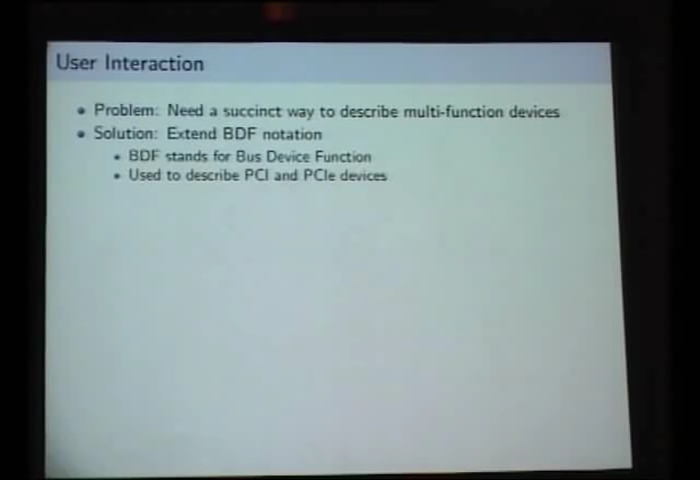 User Interaction
• Problem: Need a succinct way to describe multi-function devices
• Solution: Extend BDF notation
• BDF stands for Bus Device Function
• Used to describe PCI and PCIe devices